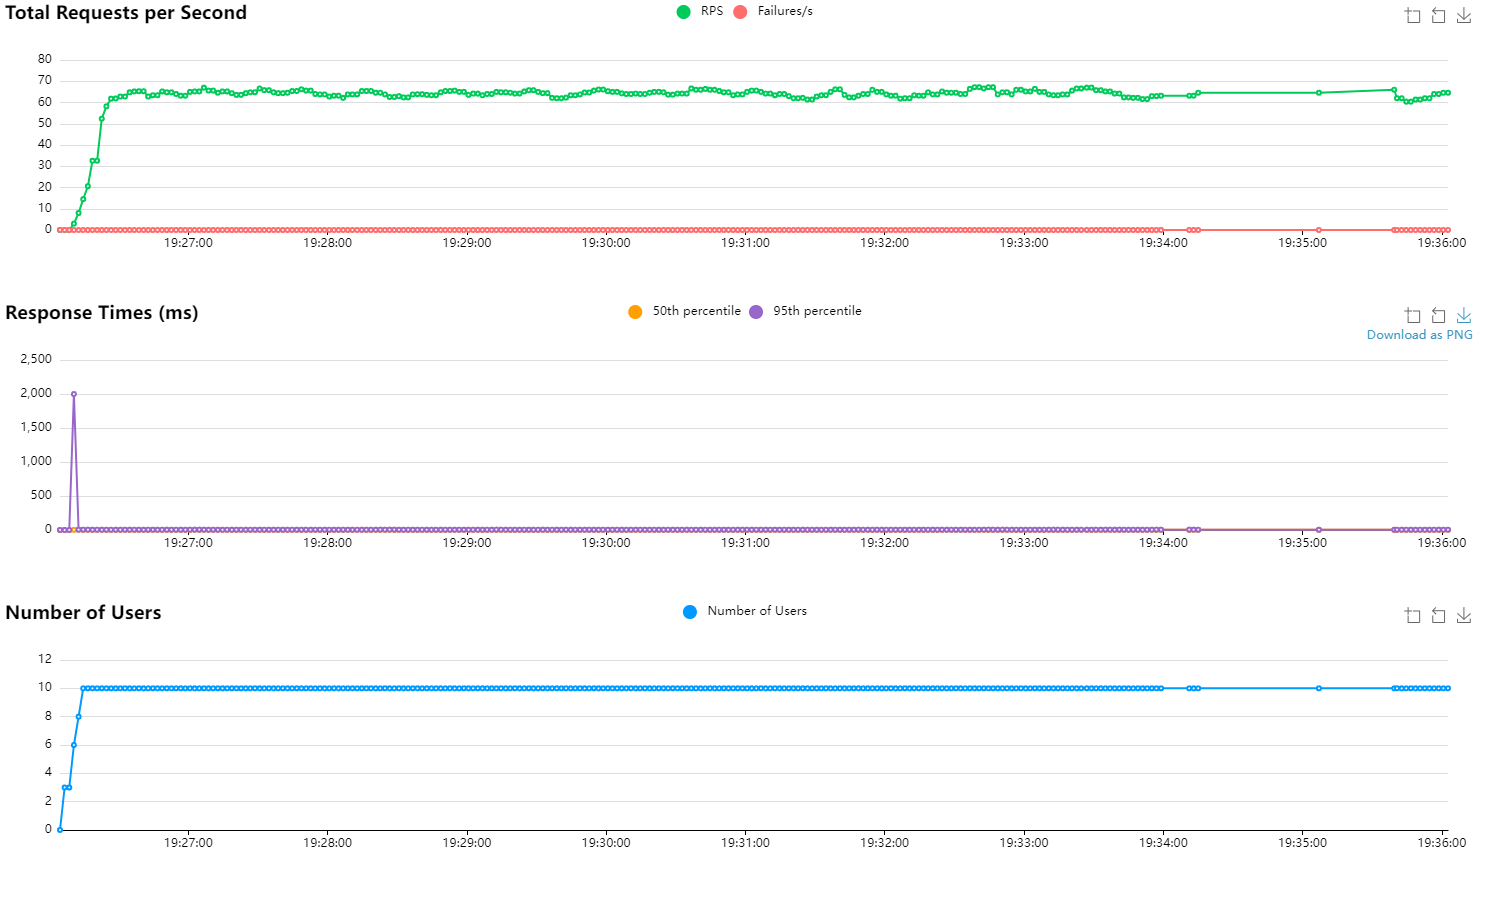 Total Requests per Second
RPS Failures/s
80
70
60
50
40
30
20
10
0
19:27:00 19:28:00 19:29:00 19:30:00 19:31:00 19:32:00 19:33:00 19:34:00 19:35:00 19:36:00
Response Times (ms)
50th percentile 95th percentile
Download as PNG
2,500
2,000
1,500
1,000
500
0
19:27:00 19:28:00 19:29:00 19:30:00 19:31:00 19:32:00 19:33:00 19:34:00 19:35:00 19:36:00
Number of Users
Number of Users
12
10
8
6
4
2
0
19:27:00 19:28:00 19:29:00 19:30:00 19:31:00 19:32:00 19:33:00 19:34:00 19:35:00 19:36:00